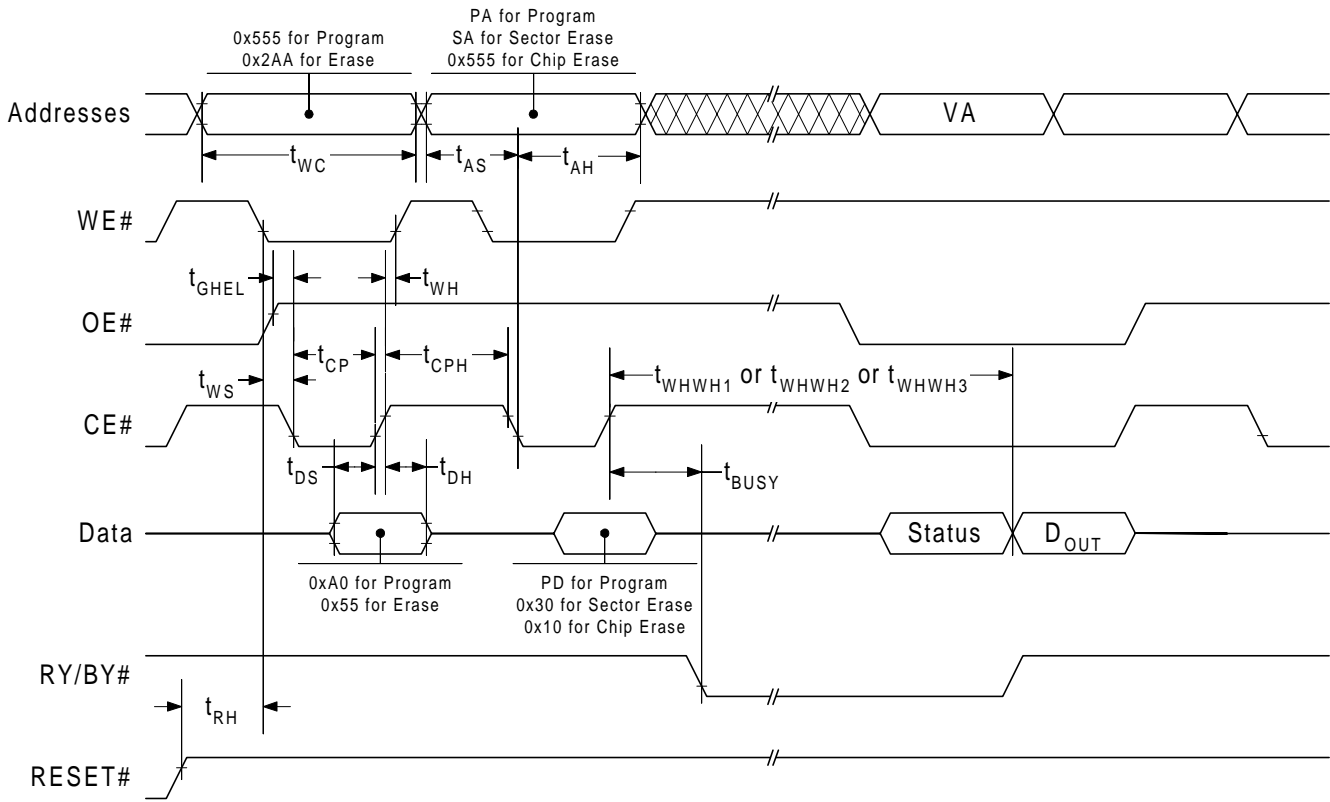 PA for Program
SA for Sector Erase
0x555 for Chip Erase
0x555 for Program
0x2AA for Erase
Addresses
VA
tWC
tAS
tAH
WE#
tGHEL
tWH
OE#
tCP
tCPH
tWS
tWHWH1 or tWHWH2 or tWHWH3
CE#
tDS
tDH
tBUSY
Data
Status
DOUT
0xA0 for Program
0x55 for Erase
PD for Program
0x30 for Sector Erase
0x10 for Chip Erase
RY/BY#
tRH
RESET#